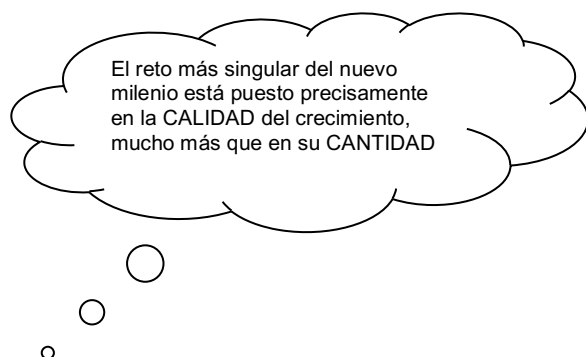 El reto más singular del nuevo
milenio está puesto precisamente
en la CALIDAD del crecimiento,
mucho más que en su CANTIDAD